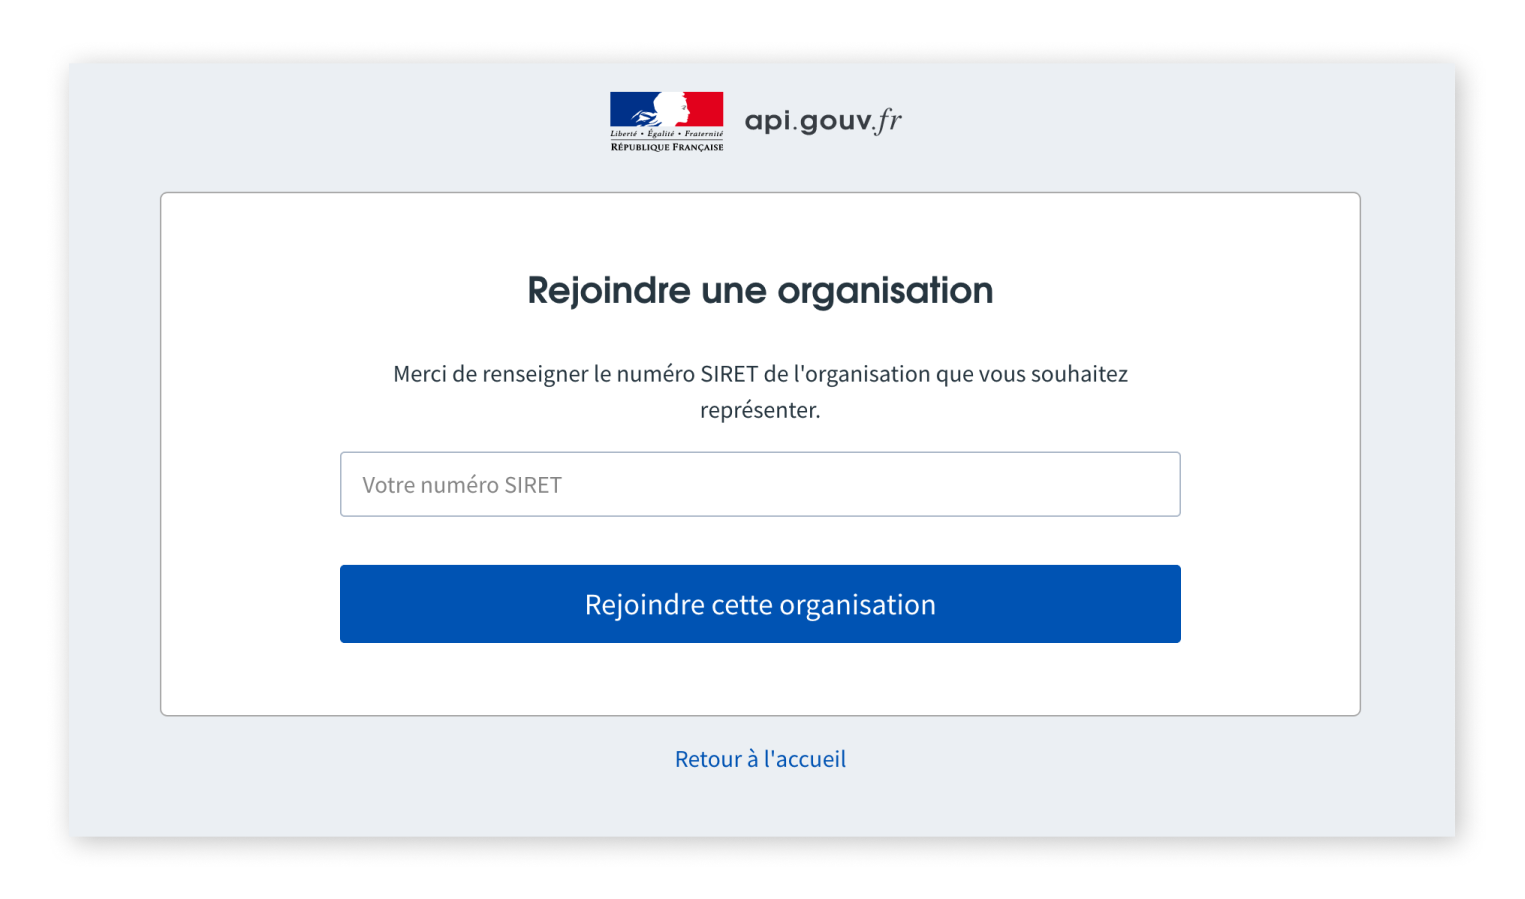 Liberté • Égalité • Fraternité
RÉPUBLIQUE FRANÇAISE
api.gouv.fr
Rejoindre une organisation
Merci de renseigner le numéro SIRET de l'organisation que vous souhaitez
représenter.
Votre numéro SIRET
Rejoindre cette organisation
Retour à l'accueil